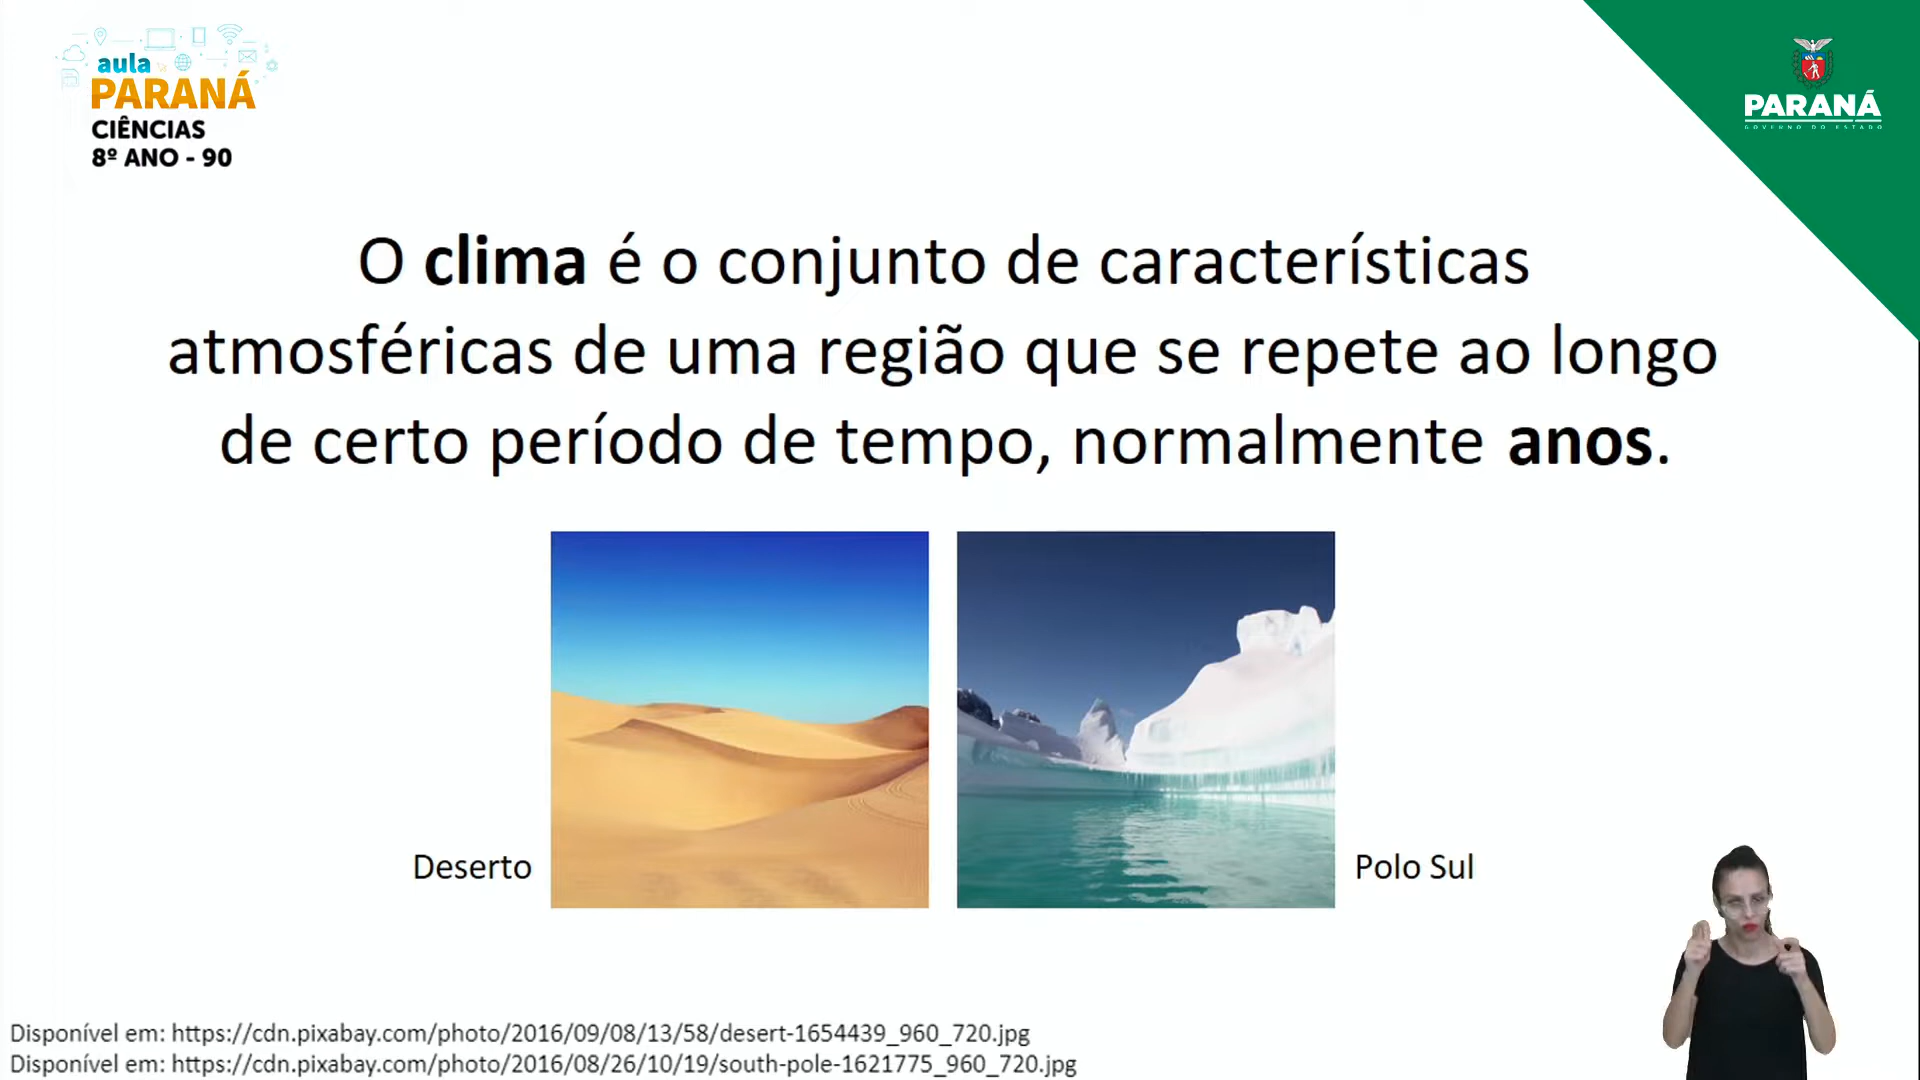 aula
PARANÁ
CIÊNCIAS
8º ANO - 90
PARANÁ
GOVERNO DO ESTADO
O clima é o conjunto de características
atmosféricas de uma região que se repete ao longo
de certo período de tempo, normalmente anos.
Deserto
Polo Sul
Disponível em: https://cdn.pixabay.com/photo/2016/09/08/13/58/desert-1654439_960_720.jpg
Disponível em: https://cdn.pixabay.com/photo/2016/08/26/10/19/south-pole-1621775_960_720.jpg